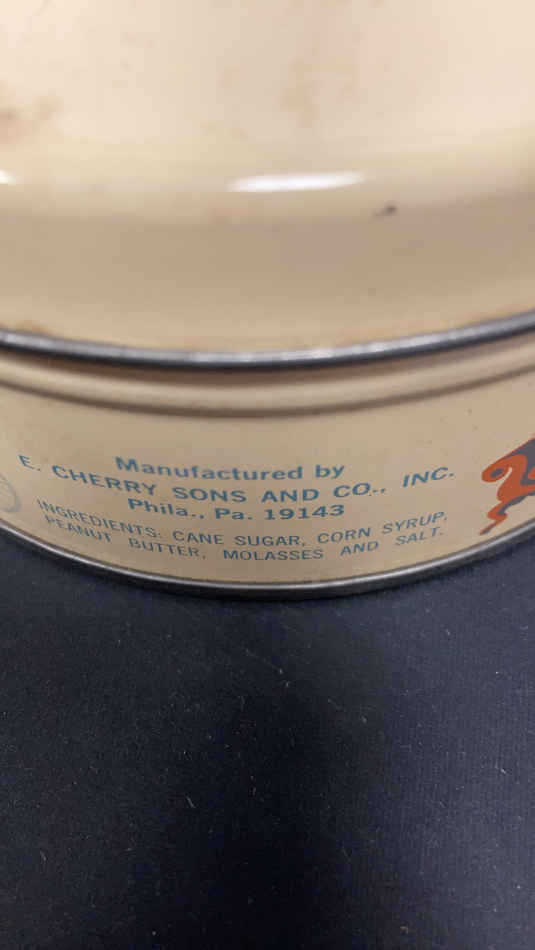 Manufactured by
E. CHERRY SONS AND CO., INC.
Phila., Pa. 19143
INGREDIENTS: CANE SUGAR, CORN SYRUP,
PEANUT BUTTER, MOLASSES AND SALT.